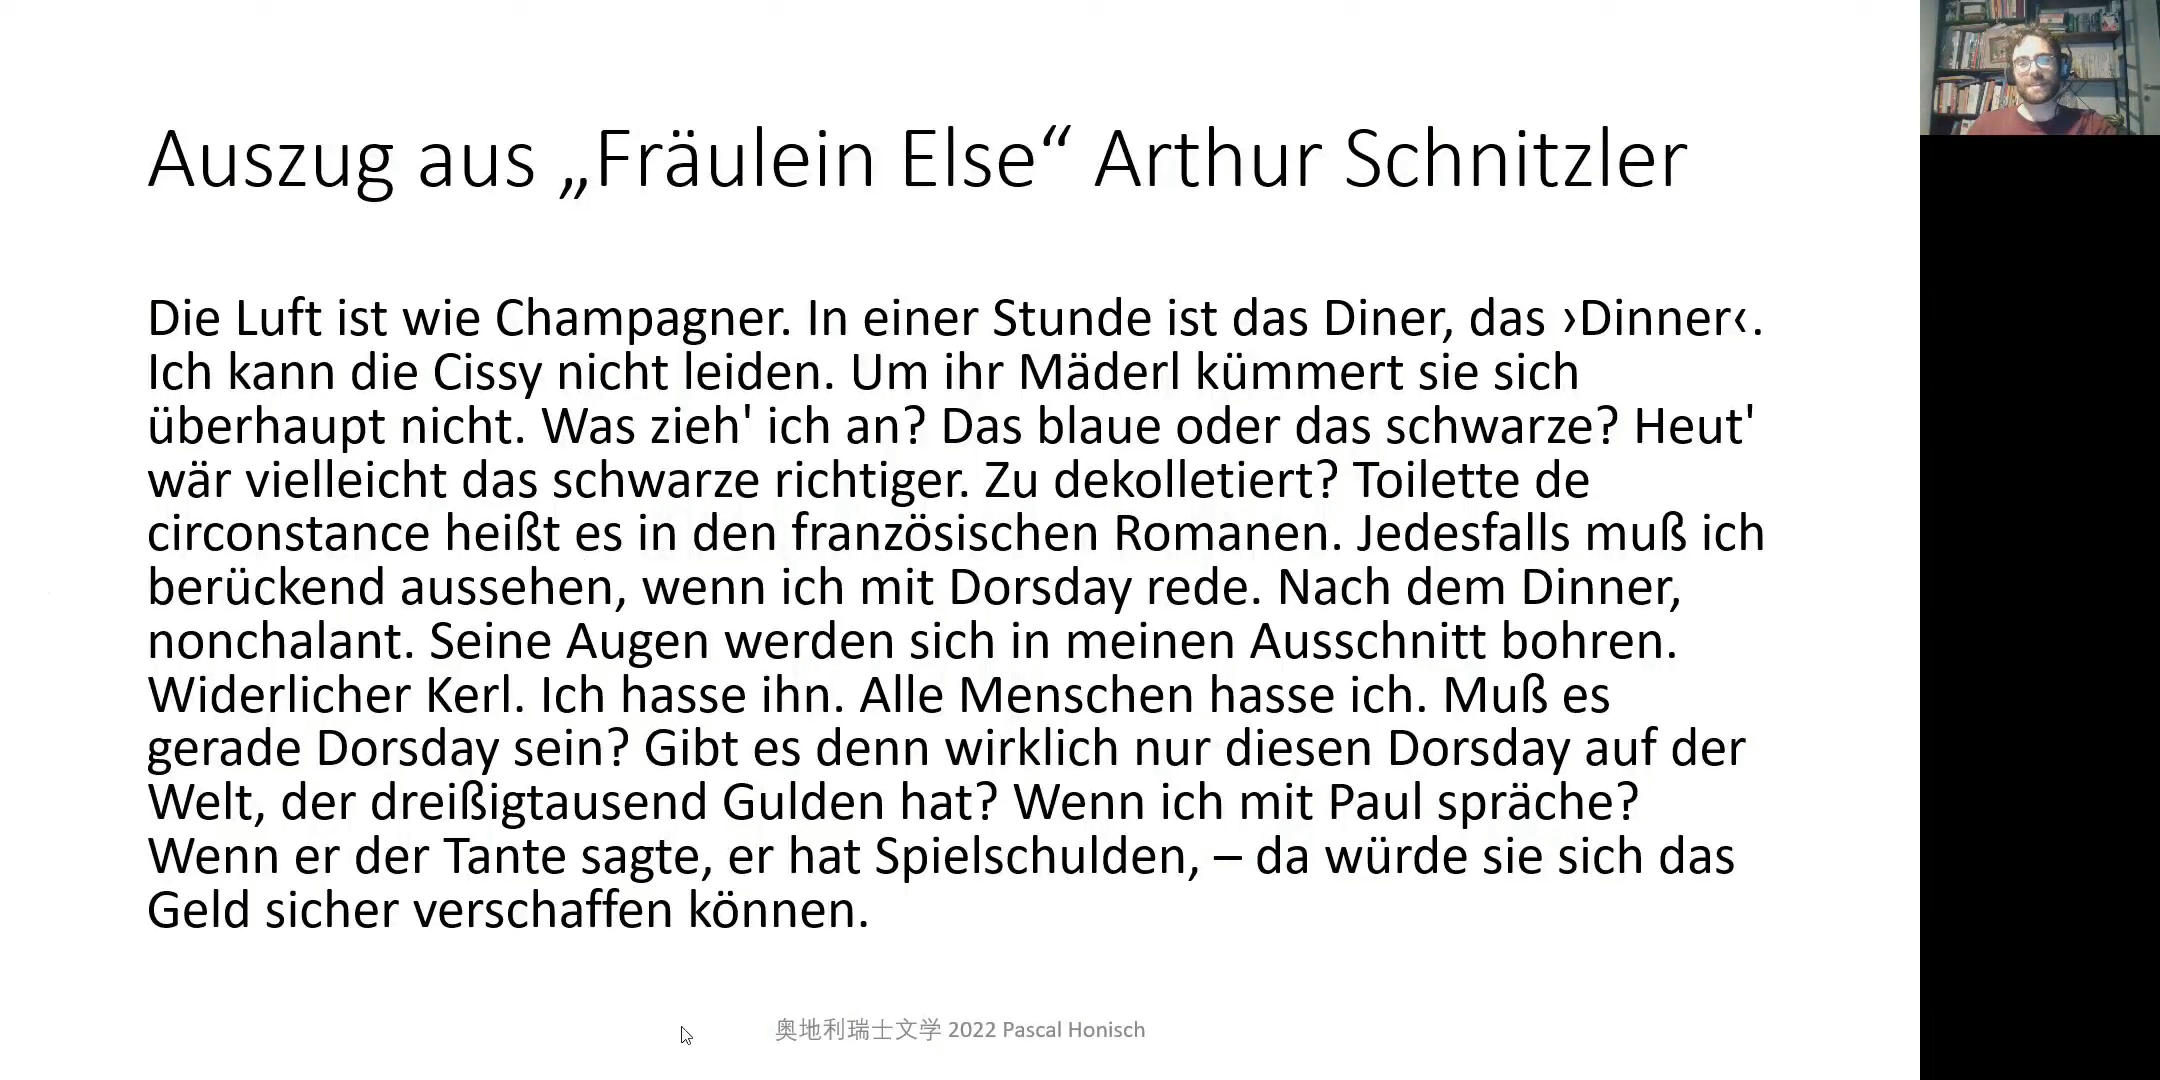 Auszug aus „Fräulein Else“ Arthur Schnitzler
Die Luft ist wie Champagner. In einer Stunde ist das Diner, das ›Dinner‹.
Ich kann die Cissy nicht leiden. Um ihr Mäderl kümmert sie sich
überhaupt nicht. Was zieh' ich an? Das blaue oder das schwarze? Heut'
wär vielleicht das schwarze richtiger. Zu dekolletiert? Toilette de
circonstance heißt es in den französischen Romanen. Jedesfalls muß ich
berückend aussehen, wenn ich mit Dorsday rede. Nach dem Dinner,
nonchalant. Seine Augen werden sich in meinen Ausschnitt bohren.
Widerlicher Kerl. Ich hasse ihn. Alle Menschen hasse ich. Muß es
gerade Dorsday sein? Gibt es denn wirklich nur diesen Dorsday auf der
Welt, der dreißigtausend Gulden hat? Wenn ich mit Paul spräche?
Wenn er der Tante sagte, er hat Spielschulden, – da würde sie sich das
Geld sicher verschaffen können.
奥地利瑞士文学 2022 Pascal Honisch